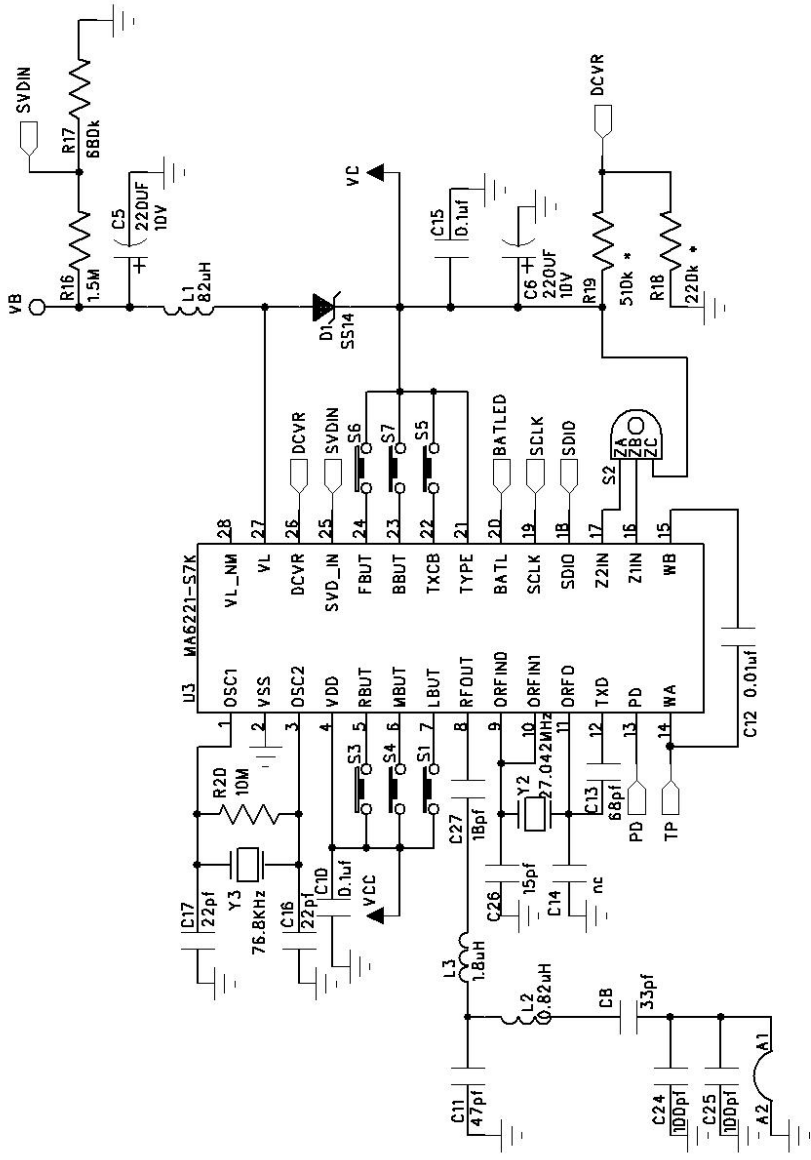 VB
R16
1.5M
SVDIN
R17
680k
C5
220UF
10V
L1
82uH
VC
D1
SS14
C15
0.1uf
C6
220UF
10V
DCVR
R19
510k *
R18
220k *
U3
MA6221-S7K
1
OSC1
2
VSS
3
OSC2
4
VDD
5
RBUT
6
MBUT
7
LBUT
8
RFOUT
9
ORFIN0
10
ORFIN1
11
ORFO
12
TXD
13
PD
14
WA
28
VL_NM
27
VL
26
DCVR
25
SVD_IN
24
FBUT
23
BBUT
22
TXCB
21
TYPE
20
BATL
19
SCLK
18
SDIO
17
Z2IN
16
Z1IN
15
WB
DCVR
SVDIN
S6
S7
S5
BATLED
SCLK
SDIO
S2
ZA
ZB
ZC
R20
10M
Y3
76.8KHz
C17
22pf
C16
22pf
C10
0.1uf
VCC
S3
S4
S1
C27
18pf
L3
1.8uH
C11
47pf
L2
.82uH
C8
33pf
C24
100pf
C25
100pf
A1
A2
Y2
27.042MHz
C26
15pf
C14
nc
C13
68pf
PD
TP
C12
0.01uf